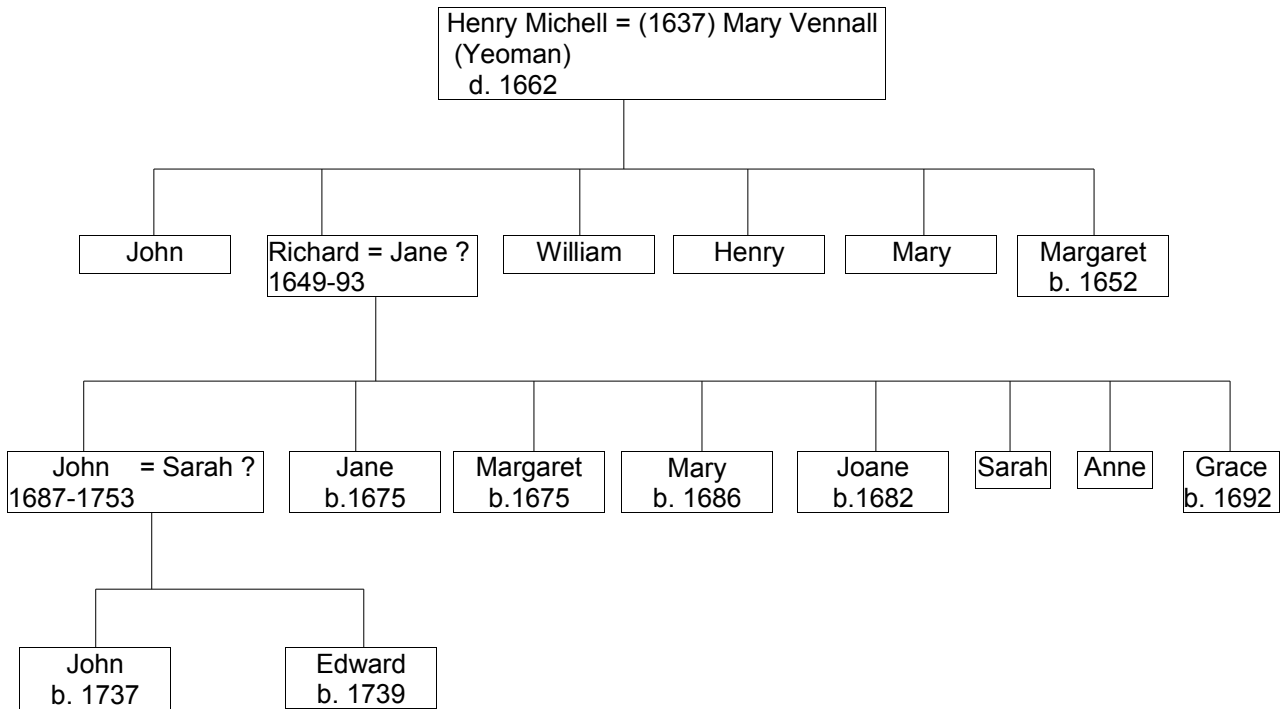 Henry Michell = (1637) Mary Vennall
(Yeoman)
d. 1662
John
Richard = Jane ?
1649-93
William
Henry
Mary
Margaret
b. 1652
John = Sarah ?
1687-1753
Jane
b.1675
Margaret
b.1675
Mary
b. 1686
Joane
b.1682
Sarah
Anne
Grace
b. 1692
John
b. 1737
Edward
b. 1739